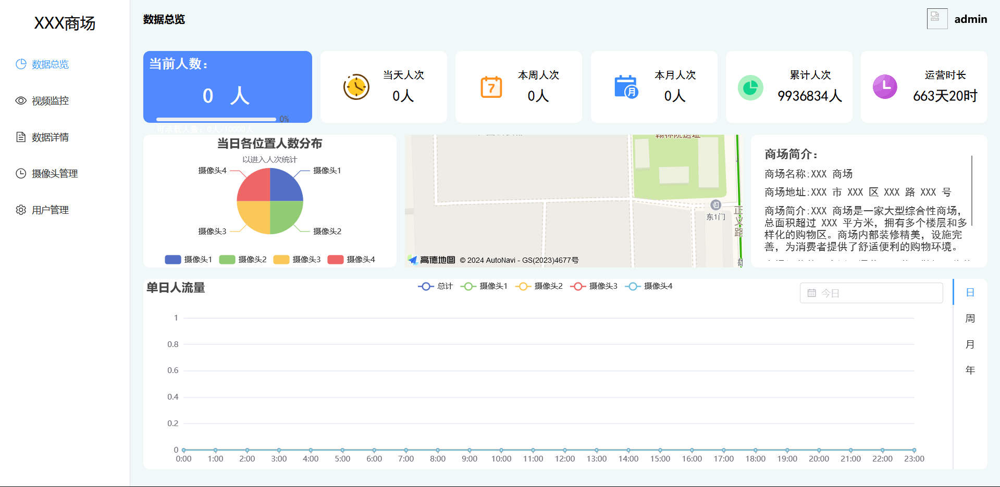 XXX商场
数据总览
视频监控
数据详情
摄像头管理
用户管理
数据总览
admin
当前人数：
0 人
0%
可承载人数：0人/10000人
当天人次
0人
本周人次
0人
本月人次
0人
累计人次
9936834人
运营时长
663天20时
7
月
当日各位置人数分布
以进入人次统计
摄像头4
摄像头1
摄像头3
摄像头2
摄像头1 摄像头2 摄像头3 摄像头4
翰林院遗址
东1门
正义路
高德地图 © 2024 AutoNavi - GS(2023)4677号
商场简介：
商场名称:XXX 商场
商场地址:XXX 市 XXX 区 XXX 路 XXX 号
商场简介:XXX 商场是一家大型综合性商场，
总面积超过 XXX 平方米，拥有多个楼层和多
样化的购物区。商场内部装修精美，设施完
善，为消费者提供了舒适便利的购物环境。
单日人流量
总计 摄像头1 摄像头2 摄像头3 摄像头4
今日
日
周
月
年
1
0.8
0.6
0.4
0.2
0
0:00 1:00 2:00 3:00 4:00 5:00 6:00 7:00 8:00 9:00 10:00 11:00 12:00 13:00 14:00 15:00 16:00 17:00 18:00 19:00 20:00 21:00 22:00 23:00